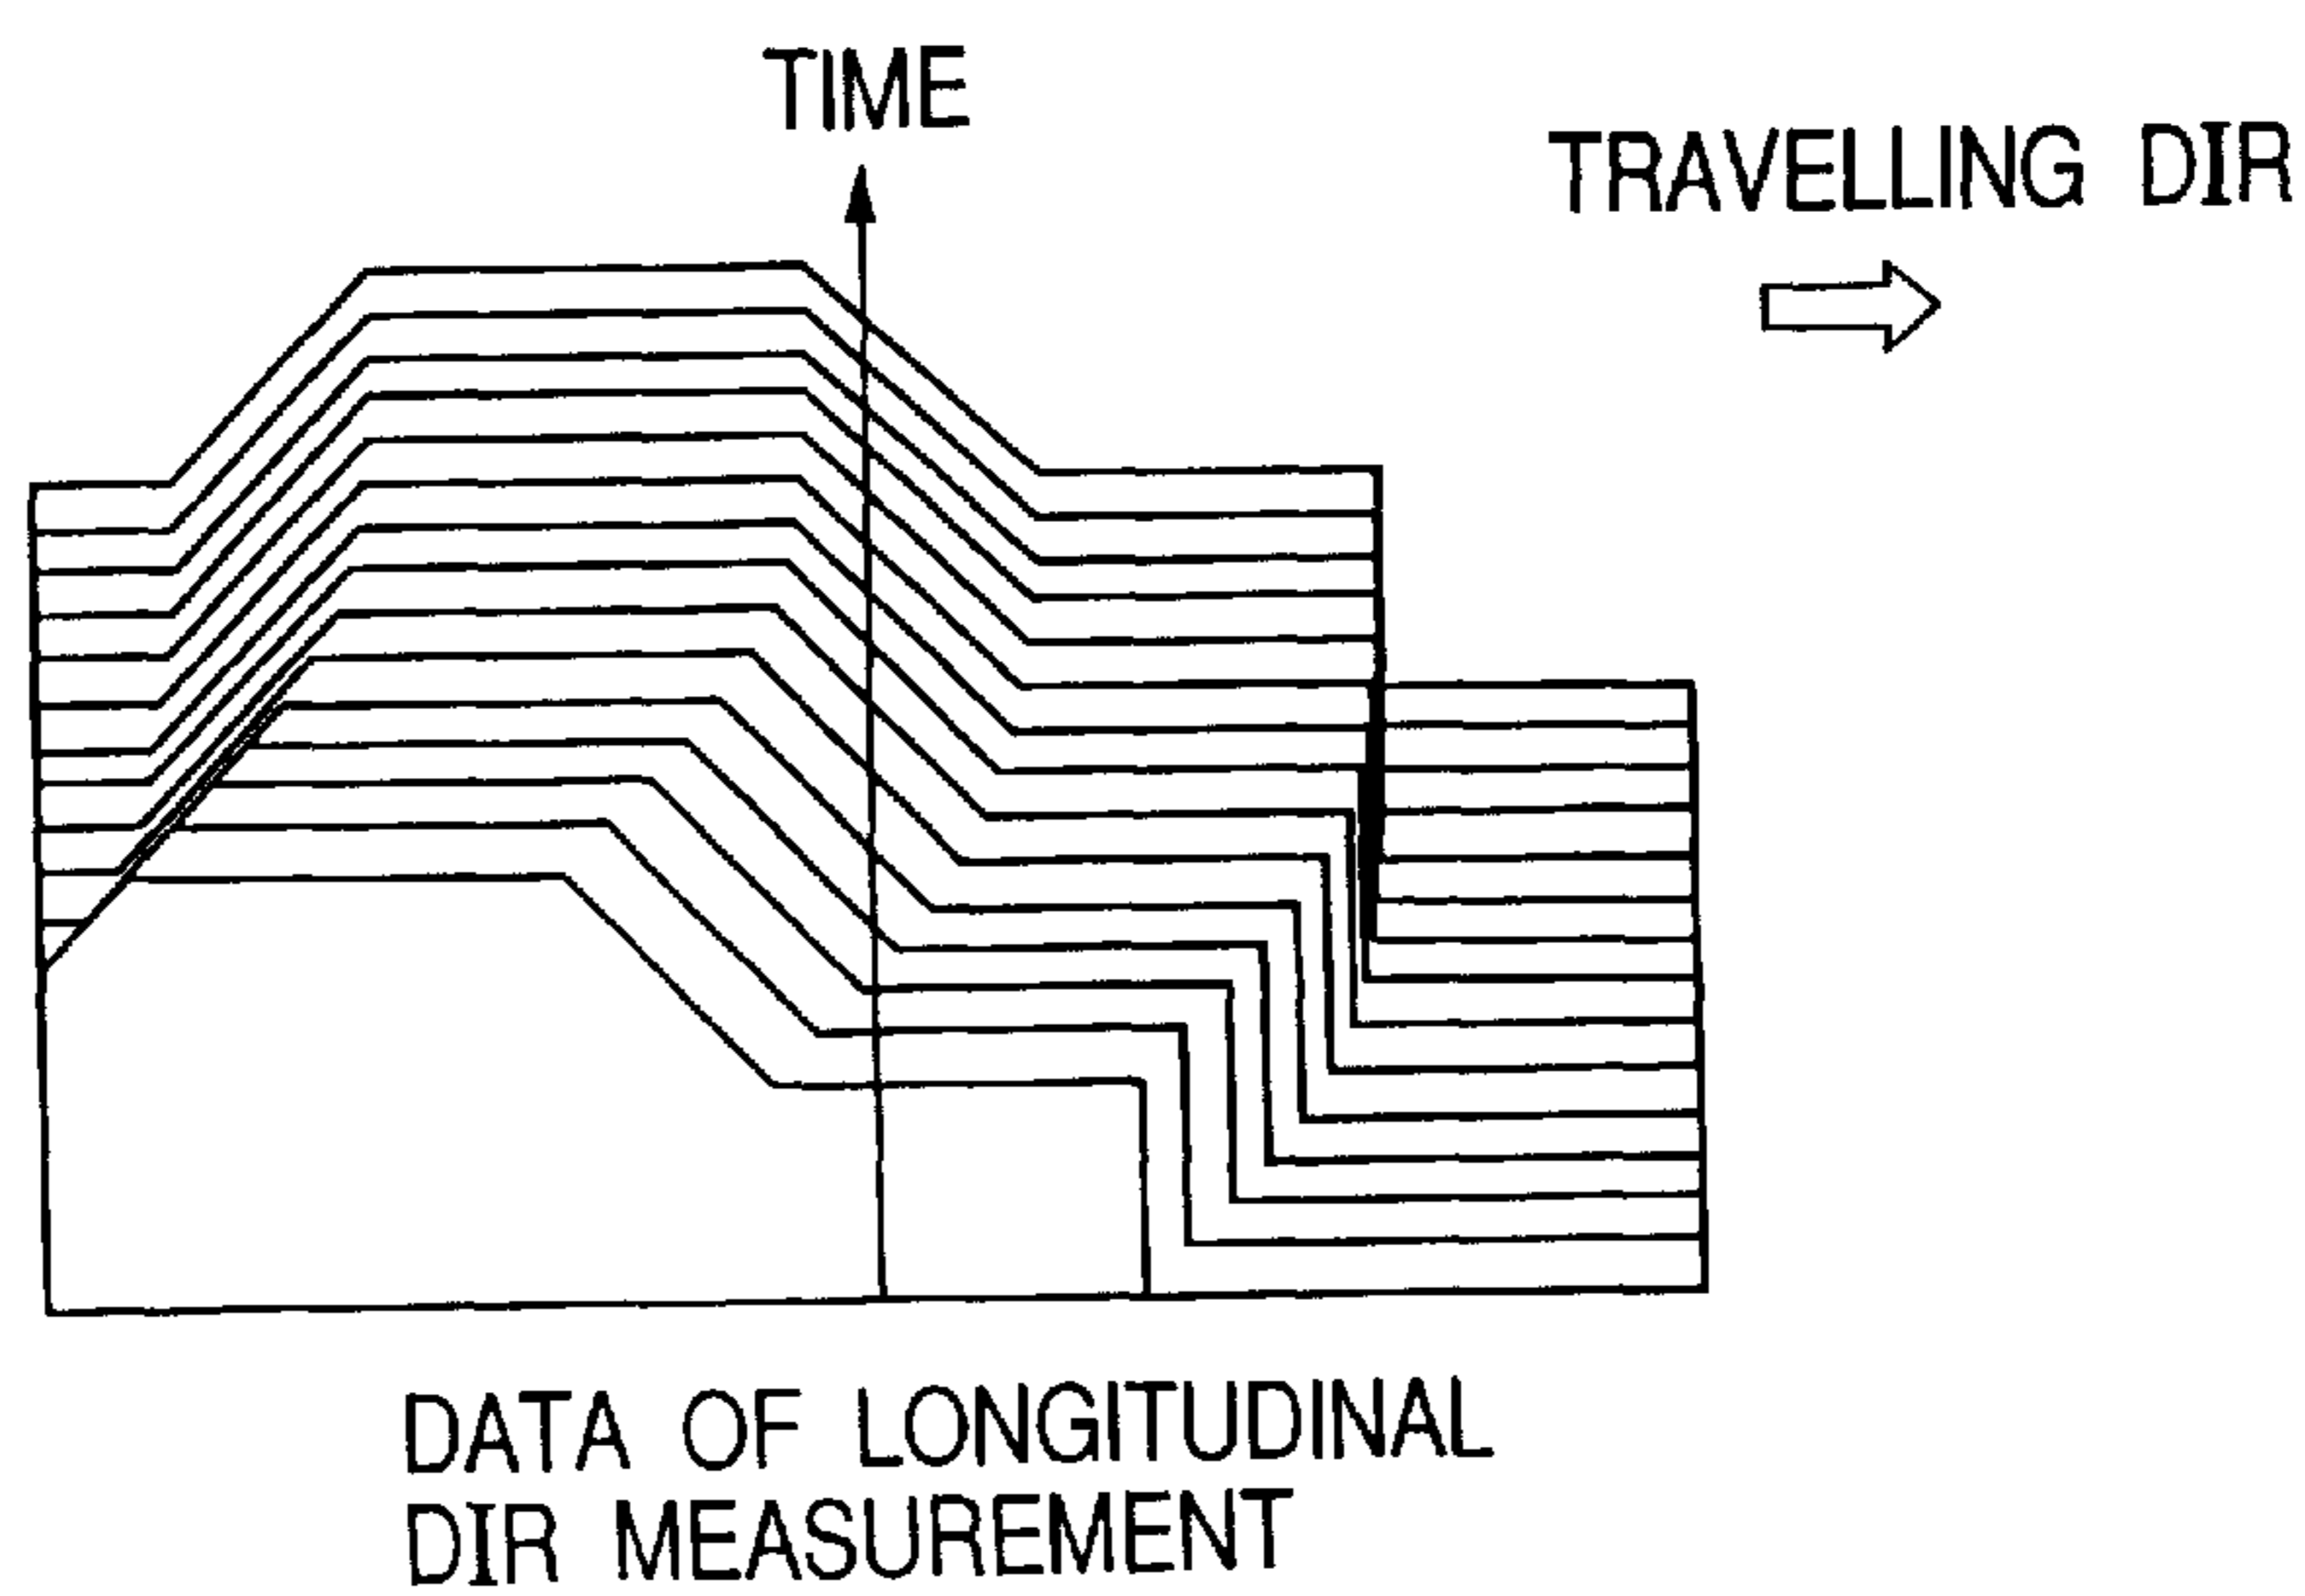 TIME
TRAVELLING DIR
DATA OF LONGITUDINAL
DIR MEASUREMENT